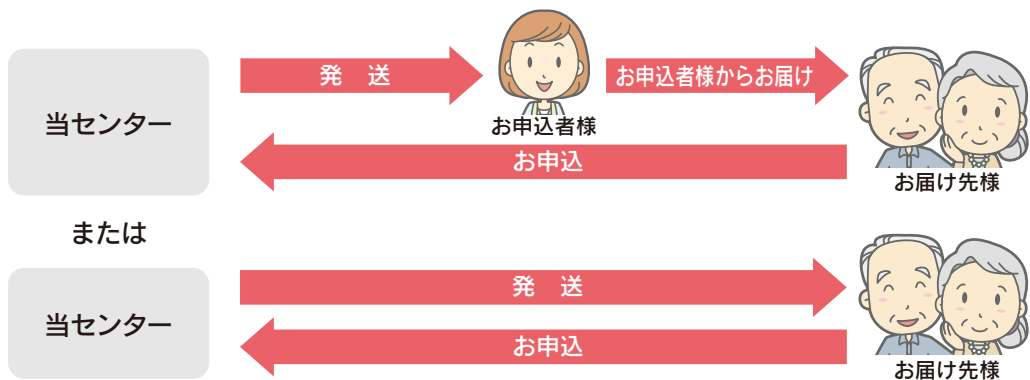 当センター
発　送
お申込者様
お申込者様からお届け
お申込
お届け先様
または
当センター
発　送
お申込
お届け先様